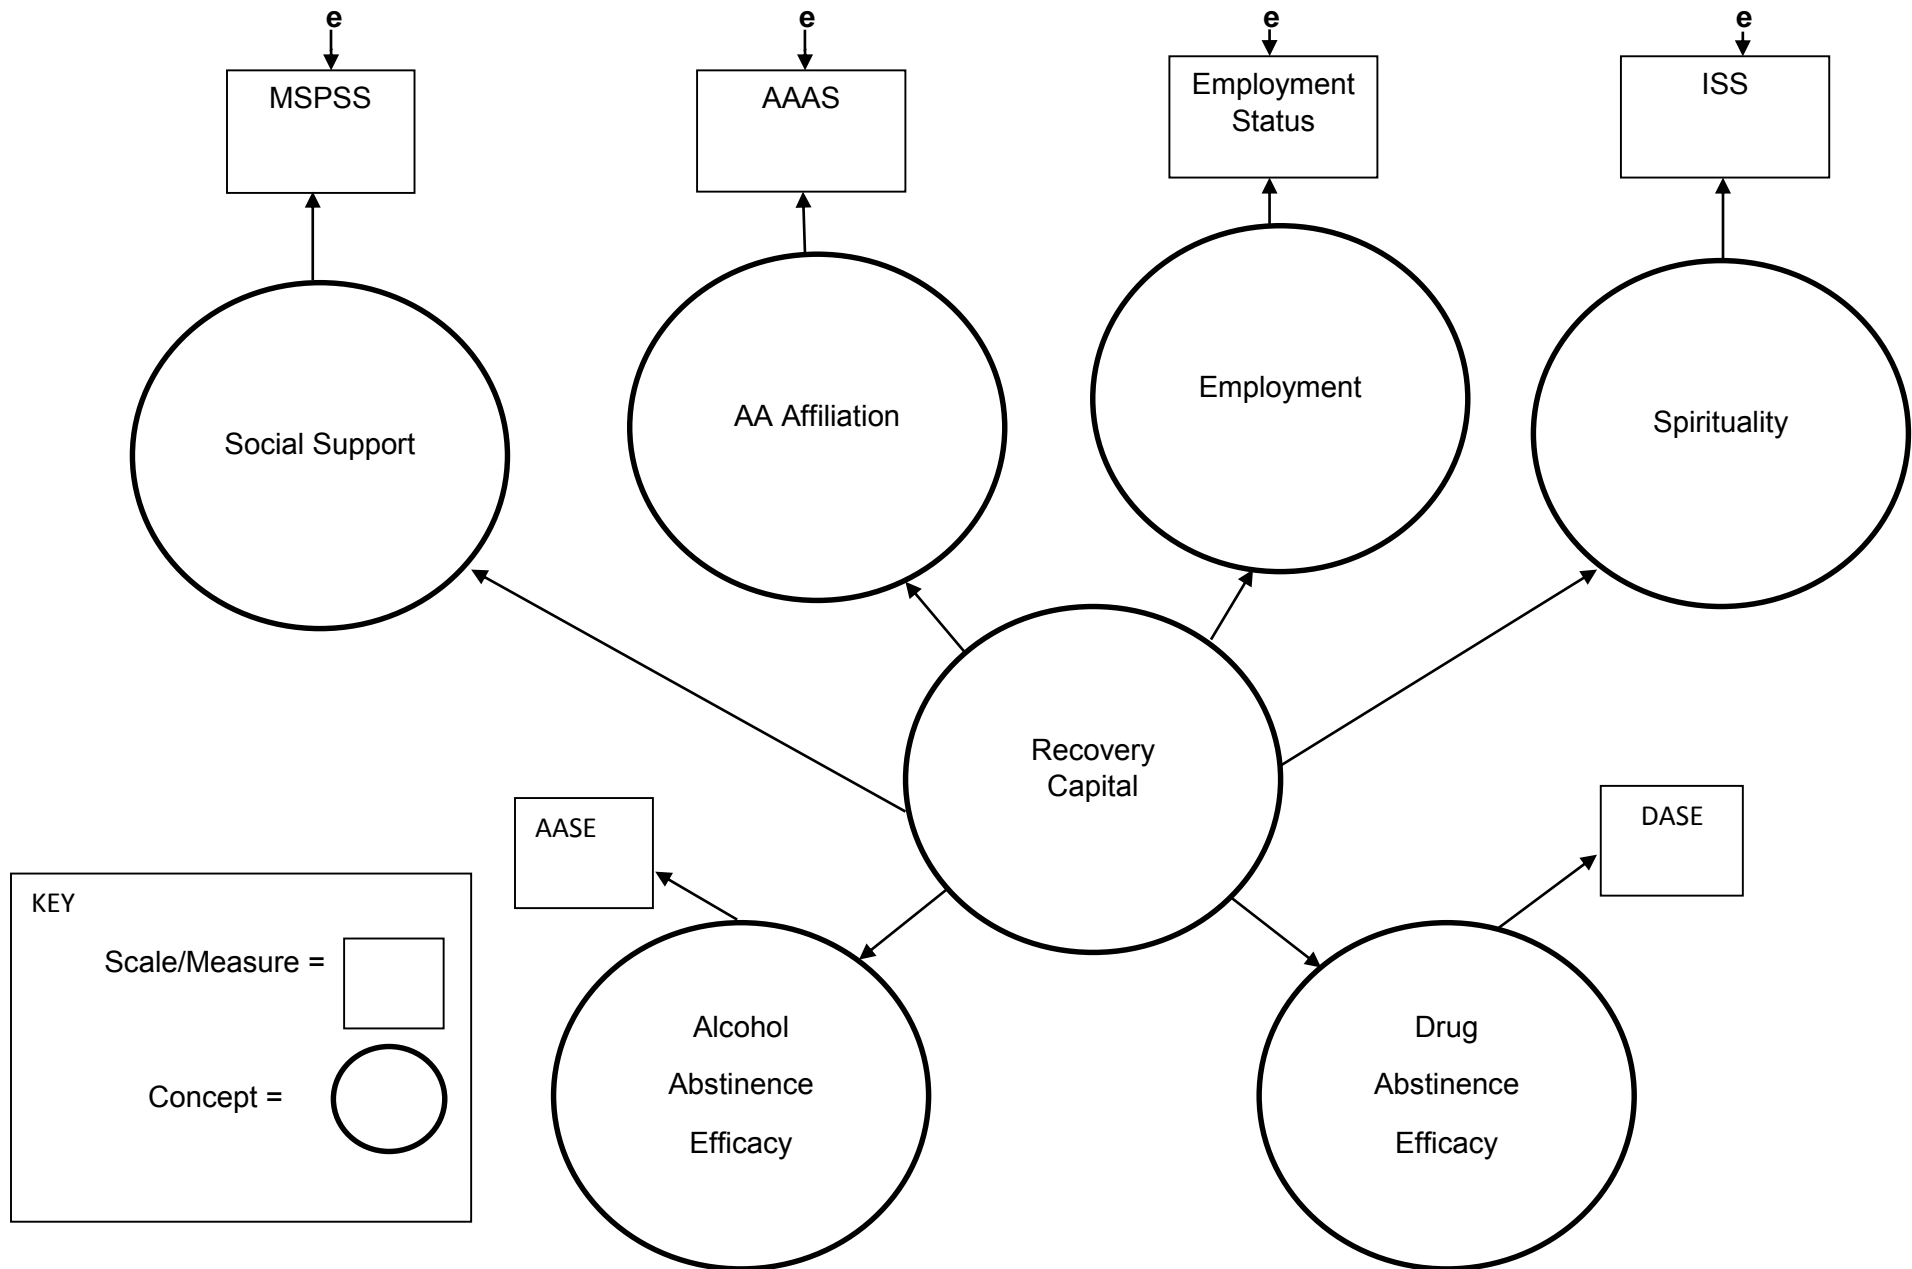 e
e
e
e
MSPSS
AAAS
Employment
Status
ISS
Social Support
AA Affiliation
Employment
Spirituality
Recovery
Capital
AASE
DASE
KEY
Scale/Measure =
Concept =
Alcohol
Abstinence
Efficacy
Drug
Abstinence
Efficacy